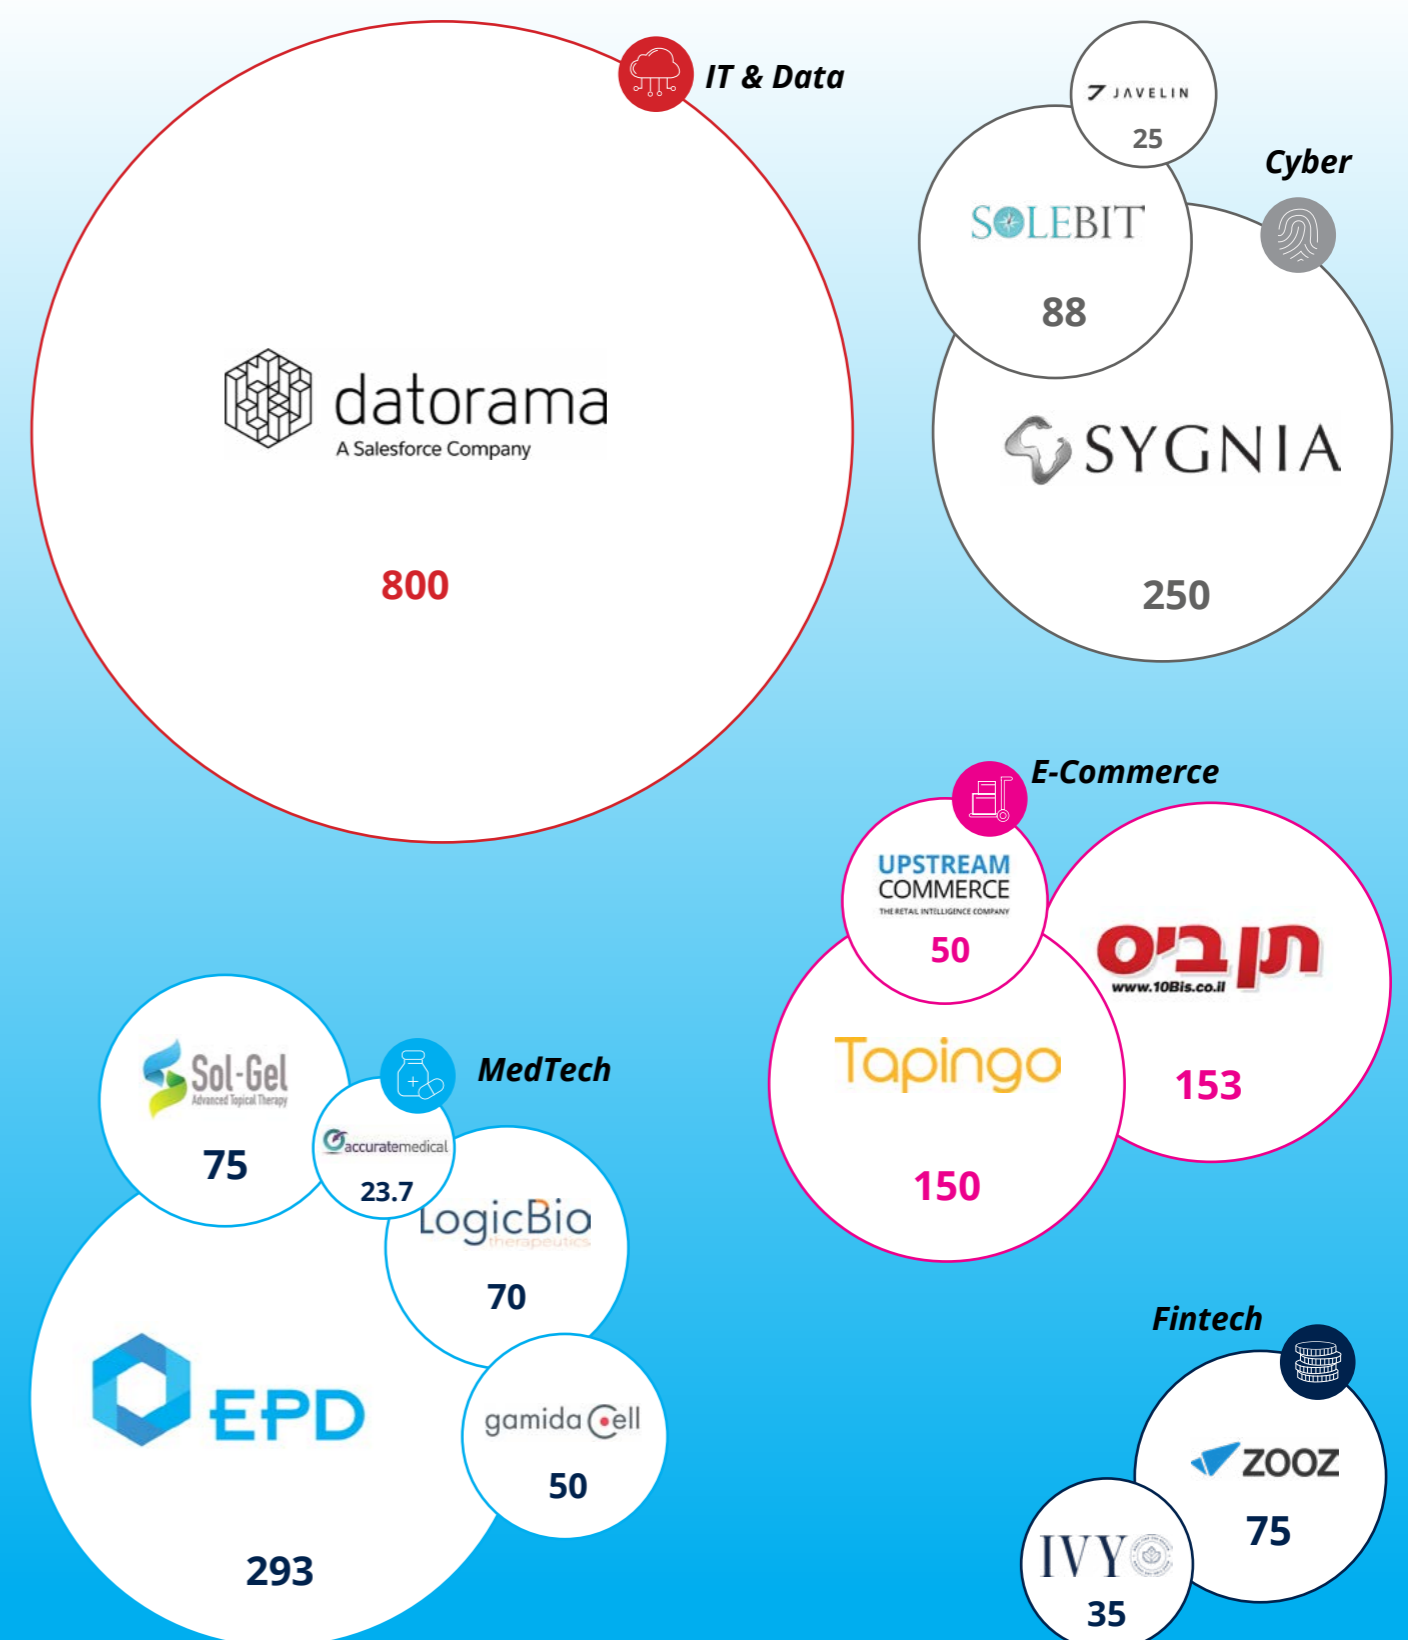 IT & Data
datorama
A Salesforce Company
800
JAVELIN
25
Cyber
SOLEBIT
88
SYGNIA
250
E-Commerce
UPSTREAM
COMMERCE
THE RETAIL INTELLIGENCE COMPANY
50
תן ביס
www.10Bis.co.il
153
Tapingo
150
MedTech
Sol-Gel
Advanced Topical Therapy
75
accuratemedical
23.7
LogicBio
therapeutics
70
EPD
293
gamida Cell
50
Fintech
ZOOZ
75
IVY
35